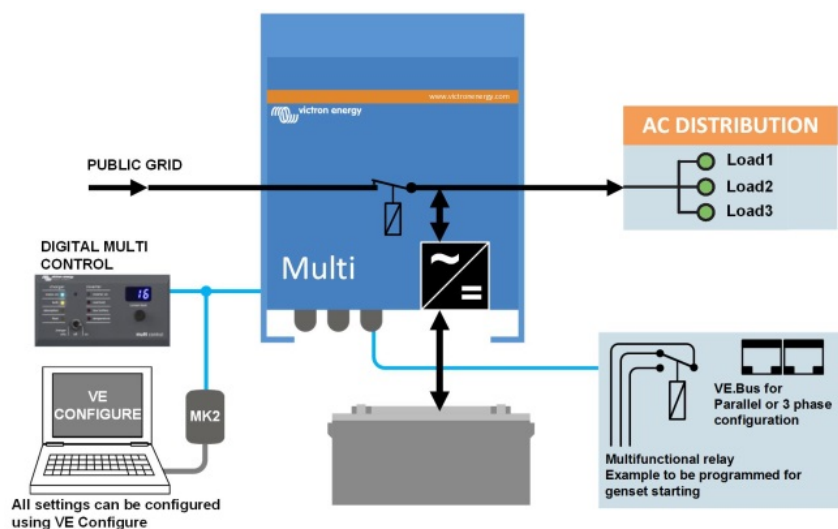 www.victronenergy.com
victron energy
AC DISTRIBUTION
PUBLIC GRID
Load1
Load2
Load3
DIGITAL MULTI
CONTROL
Multi
16
multi control
VE
CONFIGURE
MK2
VE.Bus for
Parallel or 3 phase
configuration
Multifunctional relay
Example to be programmed for
genset starting
All settings can be configured
using VE Configure